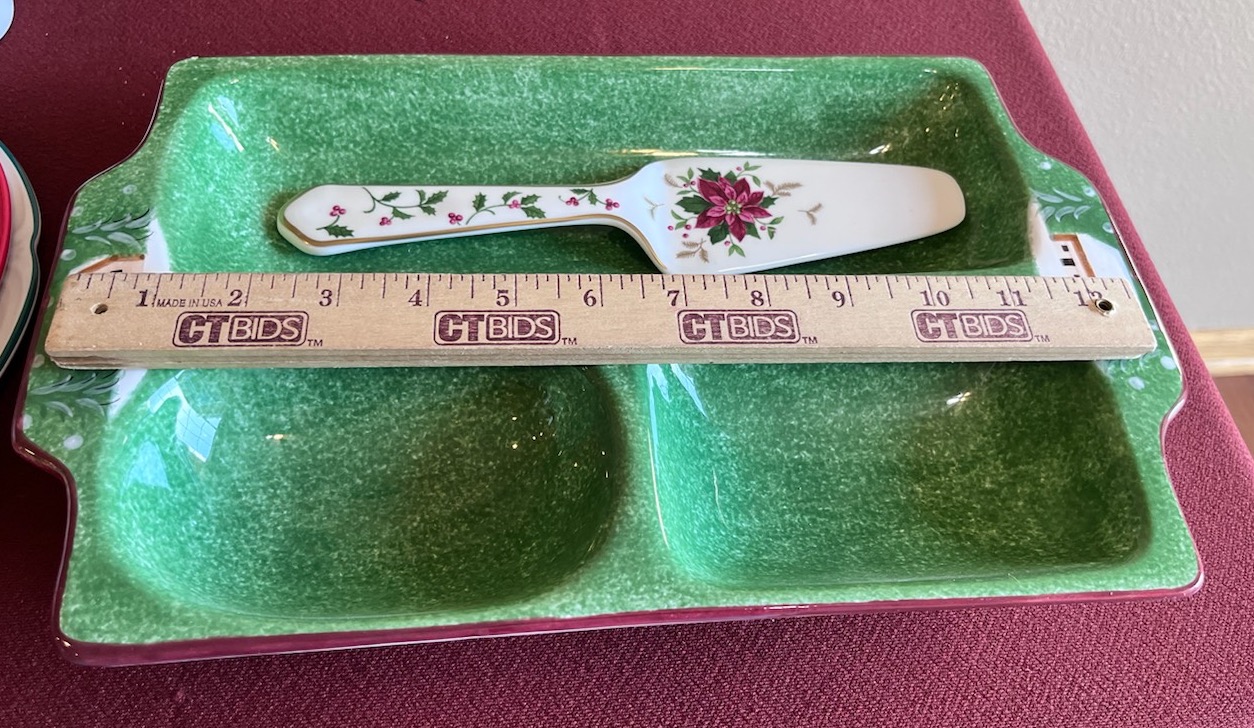 1 MADE IN USA 2 3 4 5 6 7 8 9 10 11 12
CTBIDS™ CTBIDS™ CTBIDS™ CTBIDS™